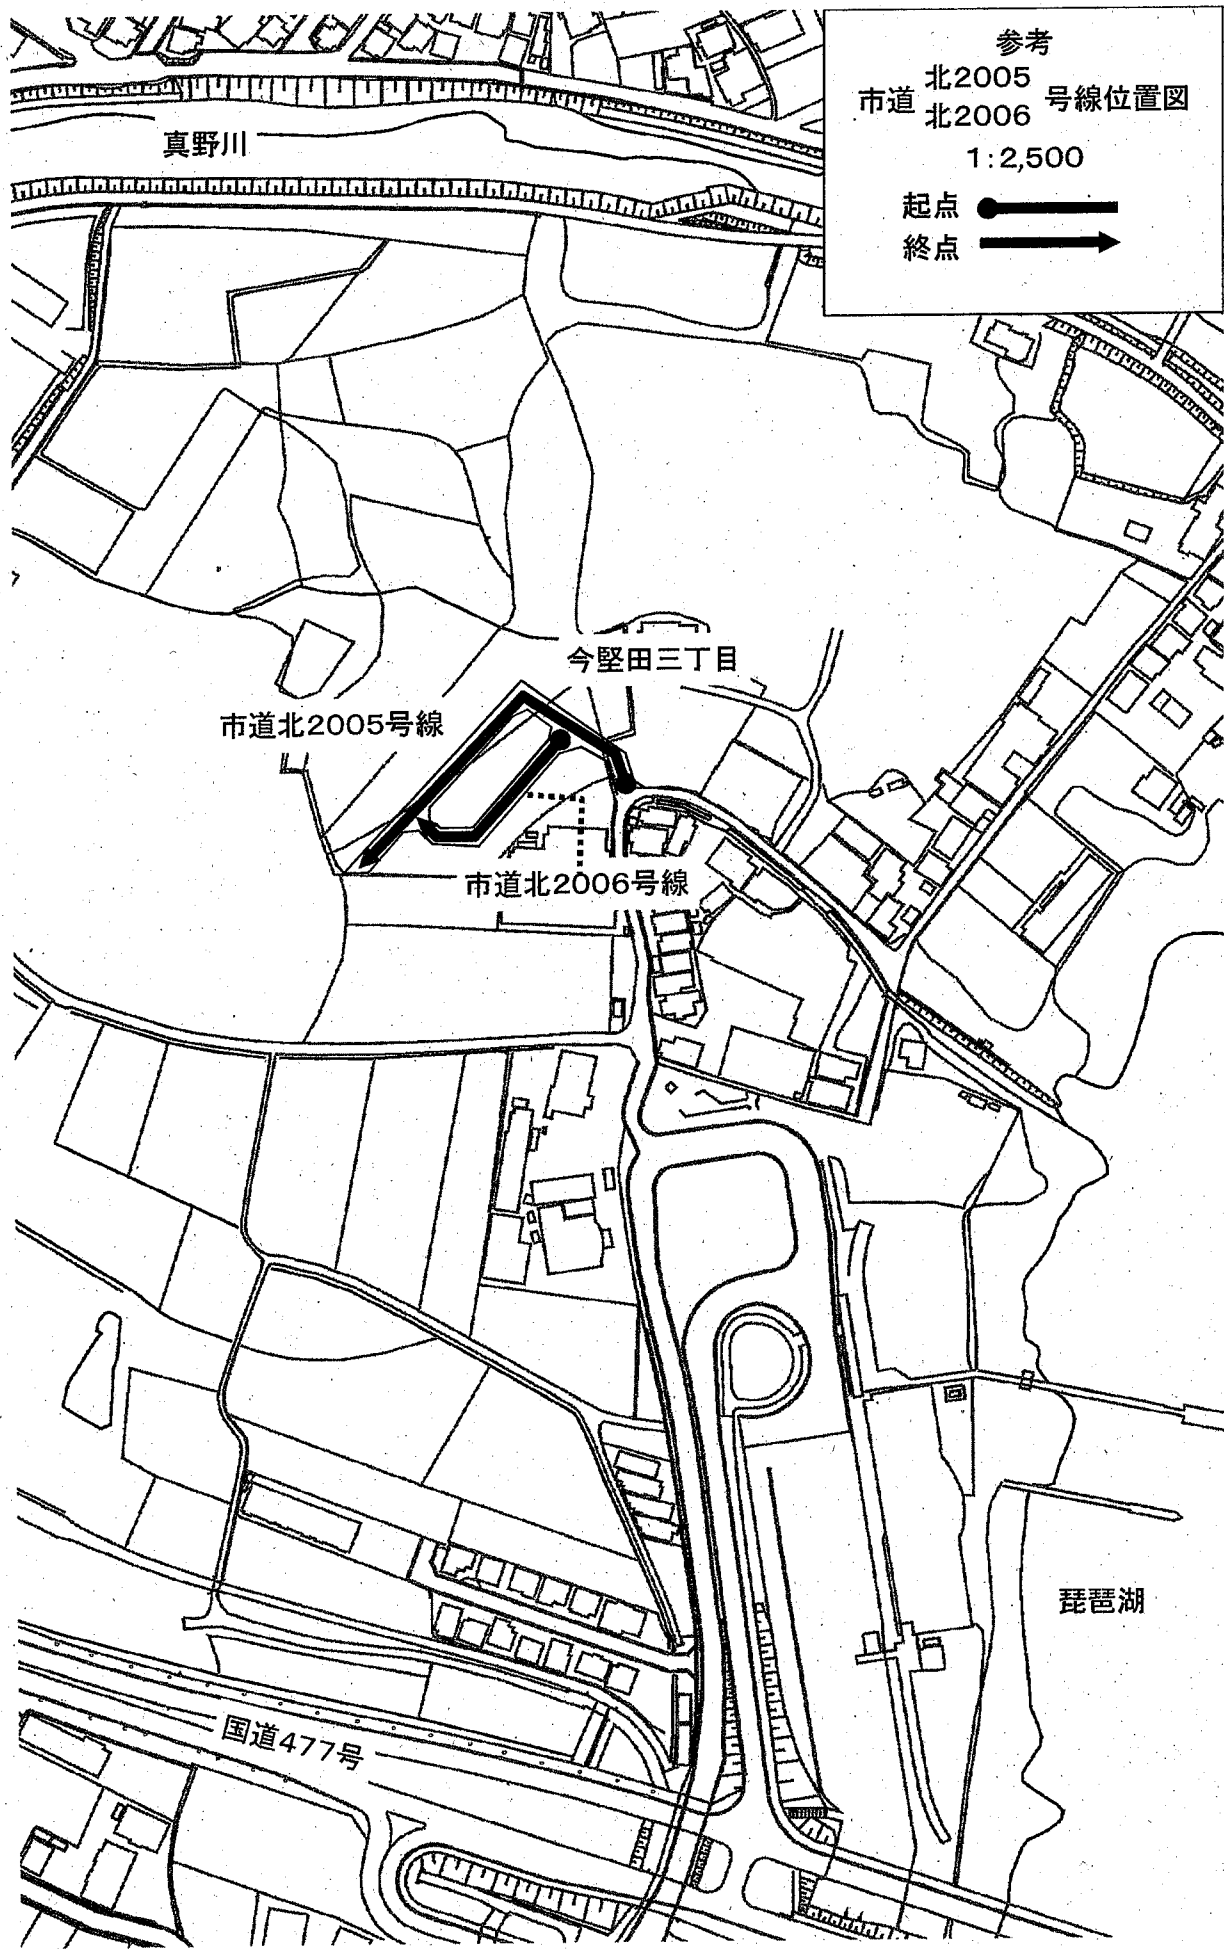 参考
市道 北2005 号線位置図
北2006
1:2,500
起点
終点
真野川
今堅田三丁目
市道北2005号線
市道北2006号線
琵琶湖
国道477号